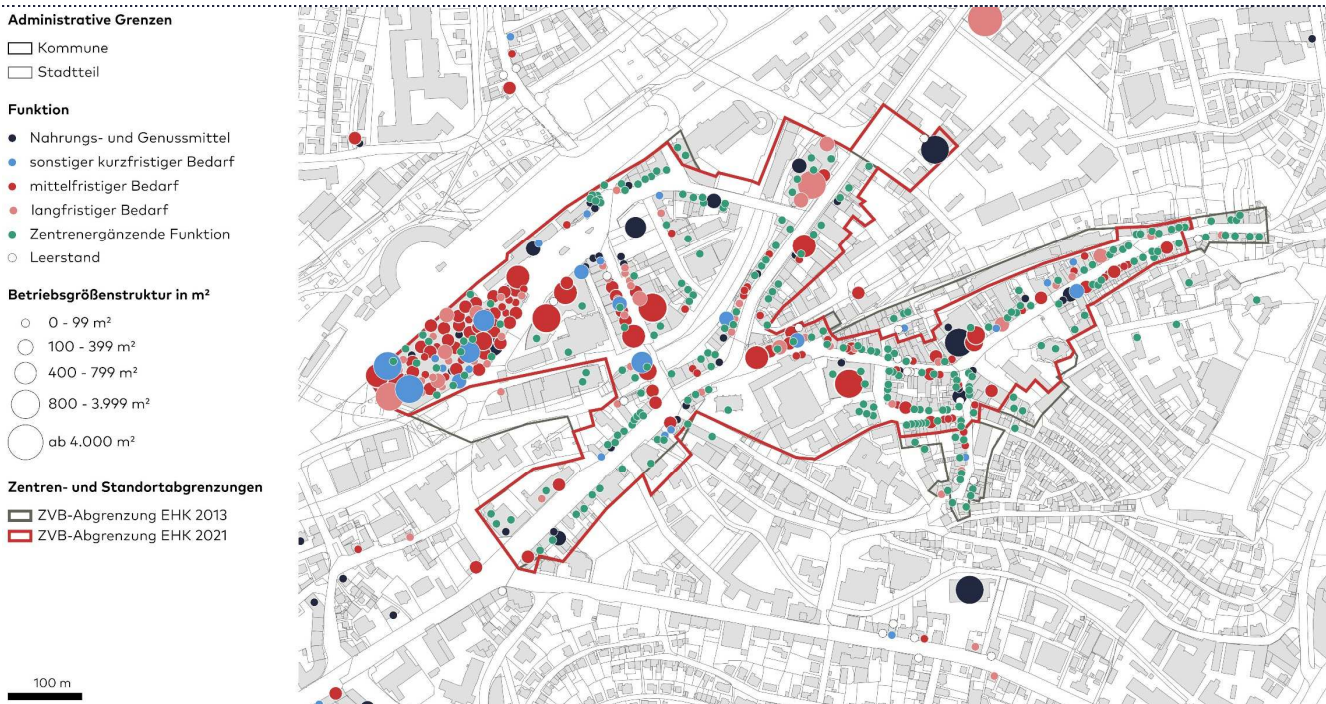 Administrative Grenzen
Kommune
Stadtteil
Funktion
Nahrungs- und Genussmittel
sonstiger kurzfristiger Bedarf
mittelfristiger Bedarf
langfristiger Bedarf
Zentrenergänzende Funktion
Leerstand
Betriebsgrößenstruktur in m²
0 - 99 m²
100 - 399 m²
400 - 799 m²
800 - 3.999 m²
ab 4.000 m²
Zentren- und Standortabgrenzungen
ZVB-Abgrenzung EHK 2013
ZVB-Abgrenzung EHK 2021
100 m